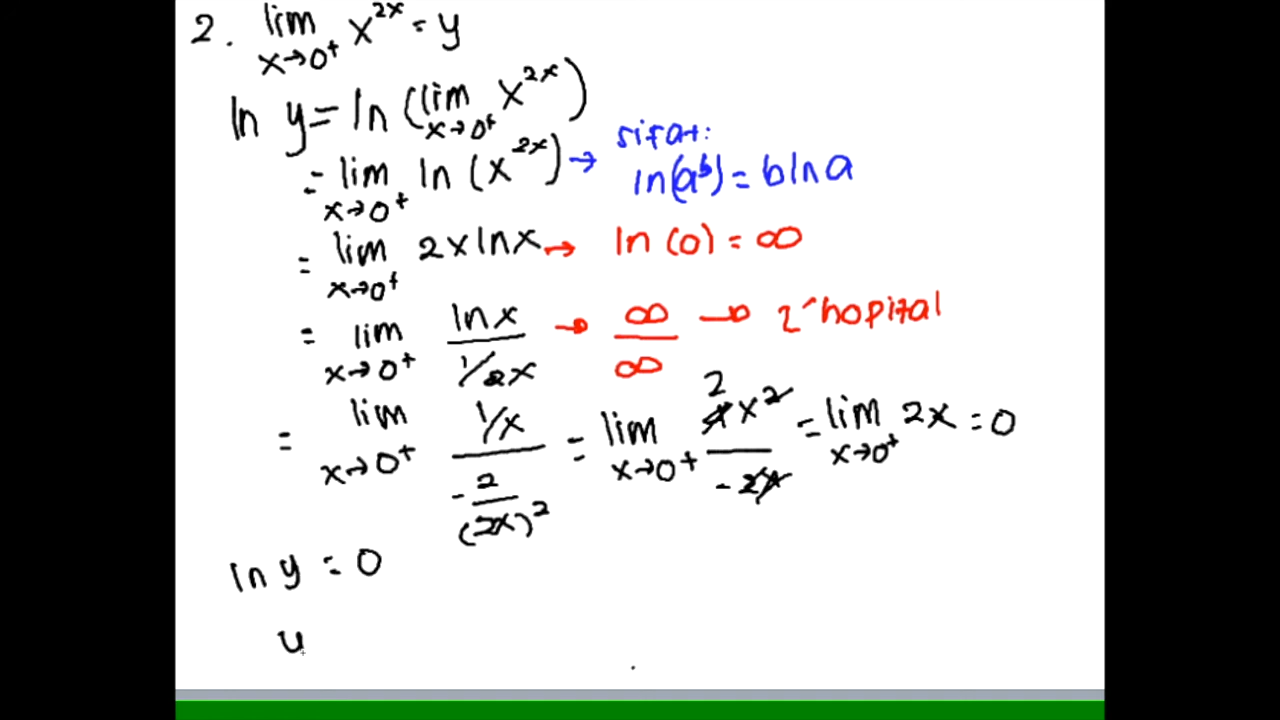 2. lim x→0⁺ x^2x = y
ln y = ln (lim x→0⁺ x^2x)
= lim x→0⁺ ln (x^2x) → sifat: ln(a^b) = b ln a
= lim x→0⁺ 2x ln x → ln (0) = ∞
= lim x→0⁺ ln x / (1/2x) → ∞/∞ → L'hopital
= lim x→0⁺ (1/x) / (-2/(2x)²) = lim x→0⁺ 2 4x² / -2x = lim x→0⁺ 2x = 0
ln y = 0
y